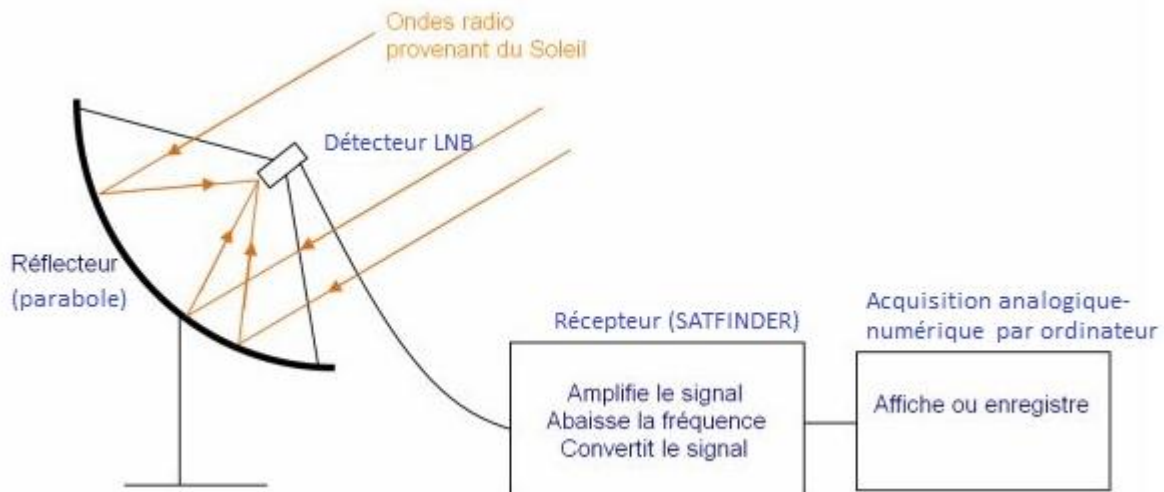 Ondes radio
provenant du Soleil
Détecteur LNB
Réflecteur
(parabole)
Récepteur (SATFINDER)
Amplifie le signal
Abaisse la fréquence
Convertit le signal
Acquisition analogique-
numérique par ordinateur
Affiche ou enregistre